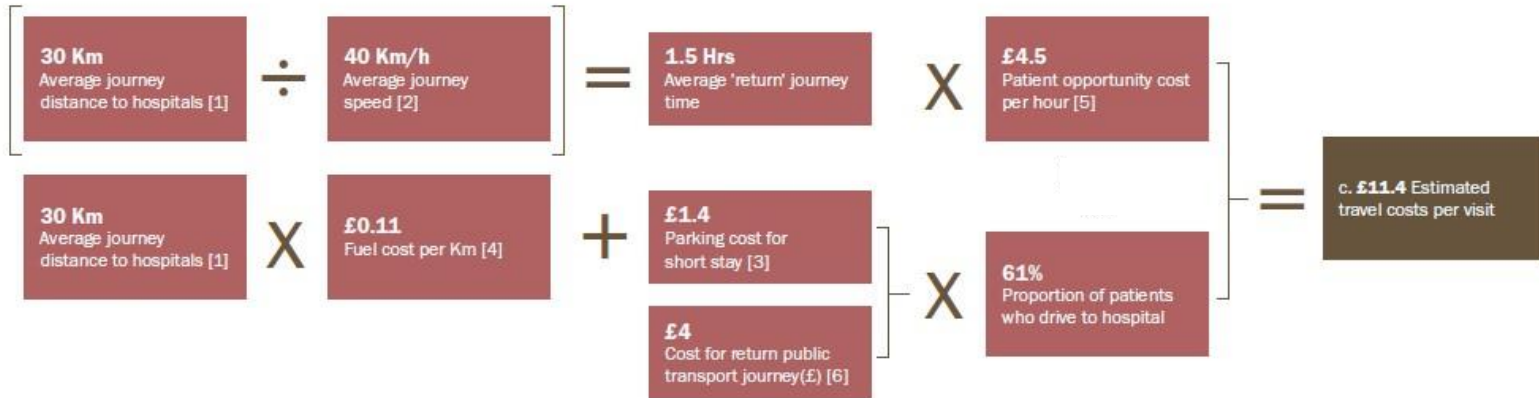 30 Km
Average journey
distance to hospitals [1]
÷
40 Km/h
Average journey
speed [2]
=
1.5 Hrs
Average 'return' journey
time
X
£4.5
Patient opportunity cost
per hour [5]
30 Km
Average journey
distance to hospitals [1]
X
£0.11
Fuel cost per Km [4]
+
£1.4
Parking cost for
short stay [3]
£4
Cost for return public
transport journey(£) [6]
X
61%
Proportion of patients
who drive to hospital
=
c. £11.4 Estimated
travel costs per visit